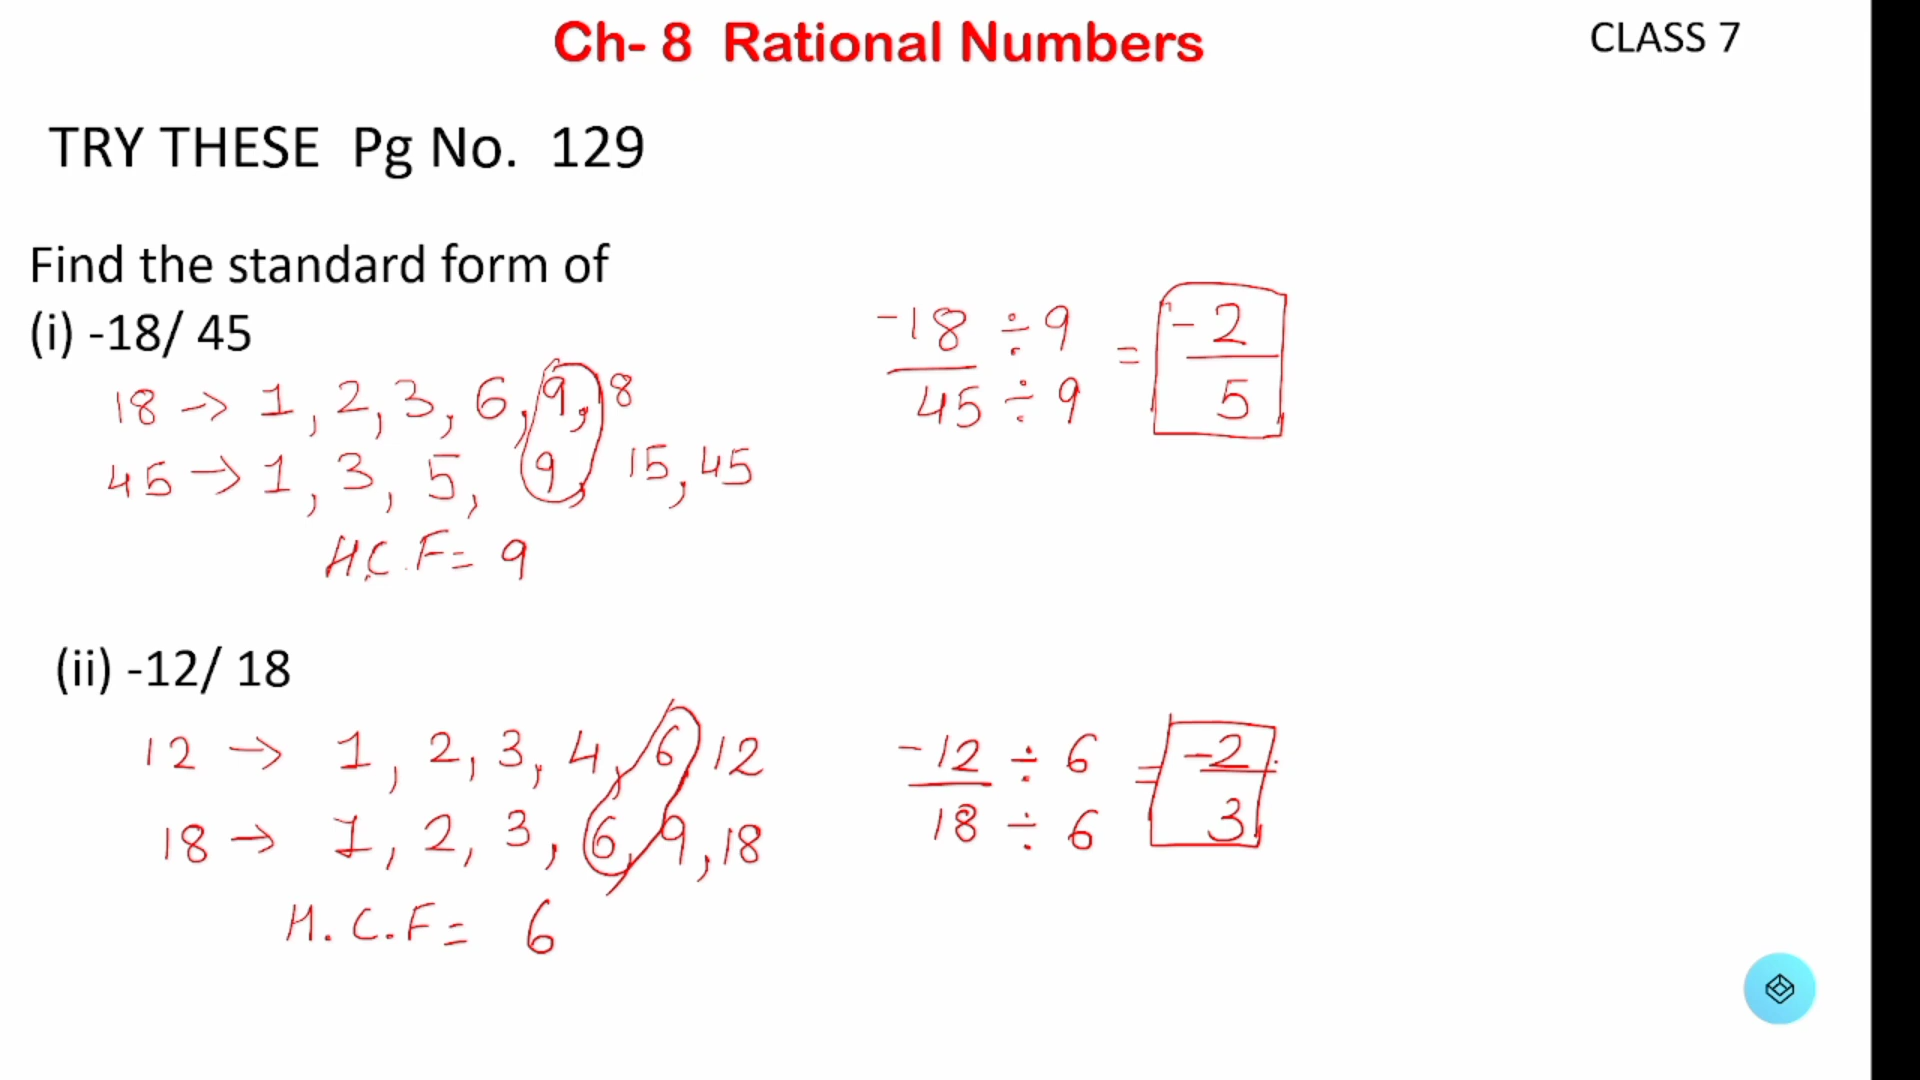 Ch- 8 Rational Numbers
CLASS 7
TRY THESE Pg No. 129
Find the standard form of
(i) -18/ 45
18 → 1, 2, 3, 6, 9, 18
45 → 1, 3, 5, 9, 15, 45
H.C.F = 9
-18 ÷ 9
45 ÷ 9
= -2
5
(ii) -12/ 18
12 → 1, 2, 3, 4, 6, 12
18 → 1, 2, 3, 6, 9, 18
H.C.F = 6
-12 ÷ 6
18 ÷ 6
= -2
3